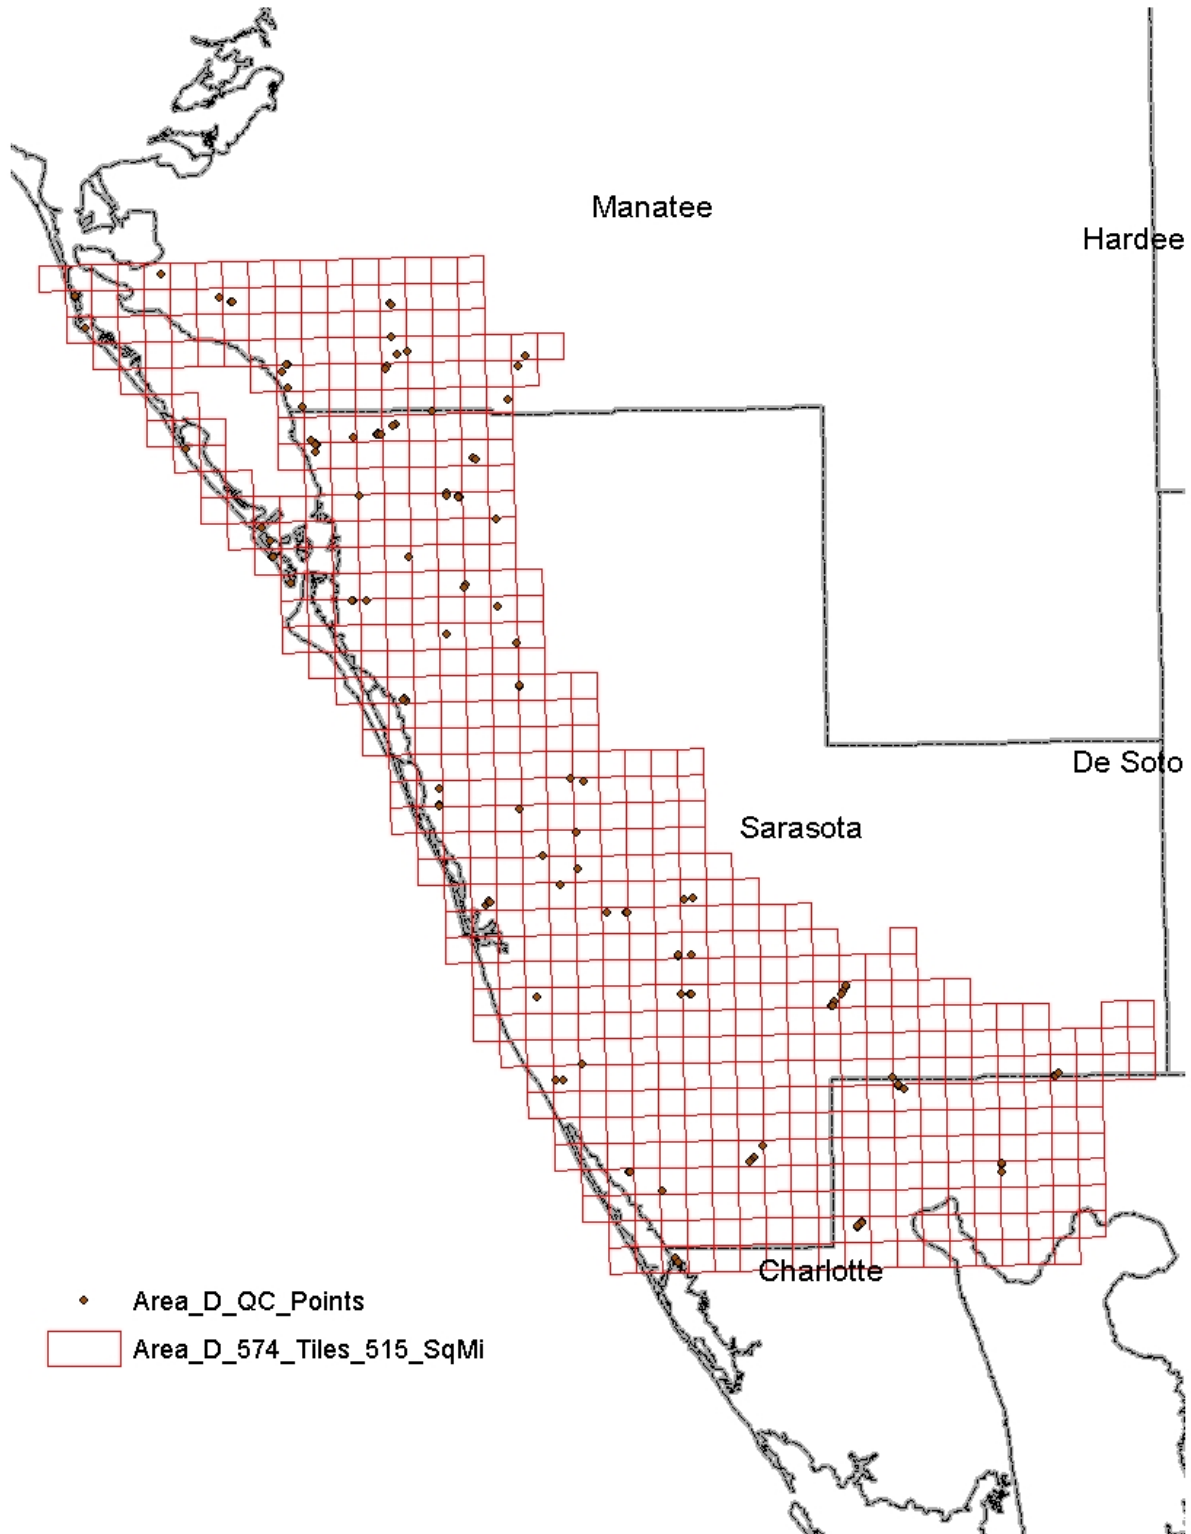 Manatee
Hardee
De Soto
Sarasota
Charlotte
Area_D_QC_Points
Area_D_574_Tiles_515_SqMi